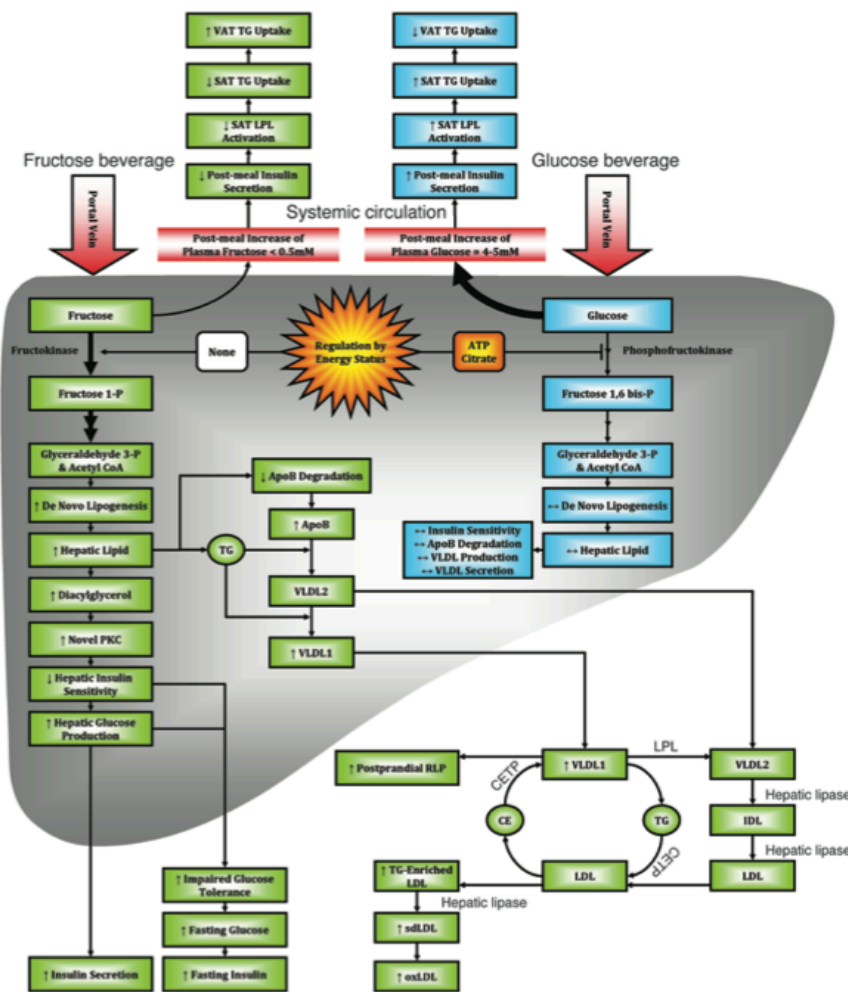 ↑ VAT TG Uptake
↓ SAT TG Uptake
↓ SAT LPL
Activation
↓ Post-meal Insulin
Secretion
↓ VAT TG Uptake
↑ SAT TG Uptake
↑ SAT LPL
Activation
↑ Post-meal Insulin
Secretion
Fructose beverage
Glucose beverage
Portal Vein
Portal Vein
Systemic circulation
Post-meal Increase of
Plasma Fructose < 0.5mM
Post-meal Increase of
Plasma Glucose = 4-5mM
Fructose
Glucose
Fructokinase
None
Regulation by
Energy Status
ATP
Citrate
Phosphofructokinase
Fructose 1-P
Fructose 1,6 bis-P
Glyceraldehyde 3-P
& Acetyl CoA
↑ De Novo Lipogenesis
↑ Hepatic Lipid
↑ Diacylglycerol
↑ Novel PKC
↓ Hepatic Insulin
Sensitivity
↑ Hepatic Glucose
Production
TG
↓ ApoB Degradation
↑ ApoB
VLDL2
↑ VLDL1
Glyceraldehyde 3-P
& Acetyl CoA
↔ De Novo Lipogenesis
↔ Hepatic Lipid
↔ Insulin Sensitivity
↔ ApoB Degradation
↔ VLDL Production
↔ VLDL Secretion
↑ Postprandial RLP
CETP
↑ VLDL1
LPL
VLDL2
Hepatic lipase
CE
TG
IDL
Hepatic lipase
CETP
↑ TG-Enriched
LDL
Hepatic lipase
LDL
LDL
↑ sdLDL
↑ oxLDL
↑ Impaired Glucose
Tolerance
↑ Fasting Glucose
↑ Insulin Secretion
↑ Fasting Insulin